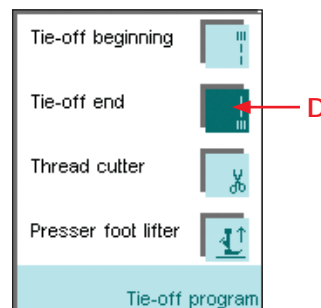 Tie-off beginning
Tie-off end
D
Thread cutter
Presser foot lifter
Tie-off program